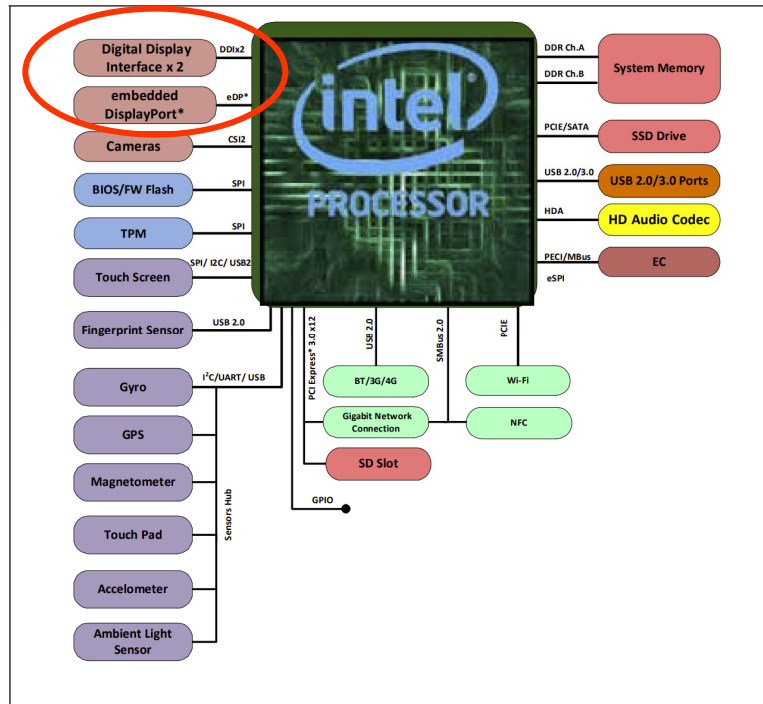 Digital Display
Interface x 2
DDIx2
embedded
DisplayPort*
eDP*
Cameras
CSI2
BIOS/FW Flash
SPI
TPM
SPI
Touch Screen
SPI/ I2C/ USB2
Fingerprint Sensor
USB 2.0
Gyro
I²C/UART/ USB
GPS
Magnetometer
Touch Pad
Accelometer
Ambient Light
Sensor
Sensors Hub
intel
PROCESSOR
DDR Ch.A
DDR Ch.B
System Memory
PCIE/SATA
SSD Drive
USB 2.0/3.0
USB 2.0/3.0 Ports
HDA
HD Audio Codec
PECI/MBus
eSPI
EC
PCI Express* 3.0 x12
USB 2.0
SMBus 2.0
PCIE
BT/3G/4G
Wi-Fi
Gigabit Network
Connection
NFC
SD Slot
GPIO